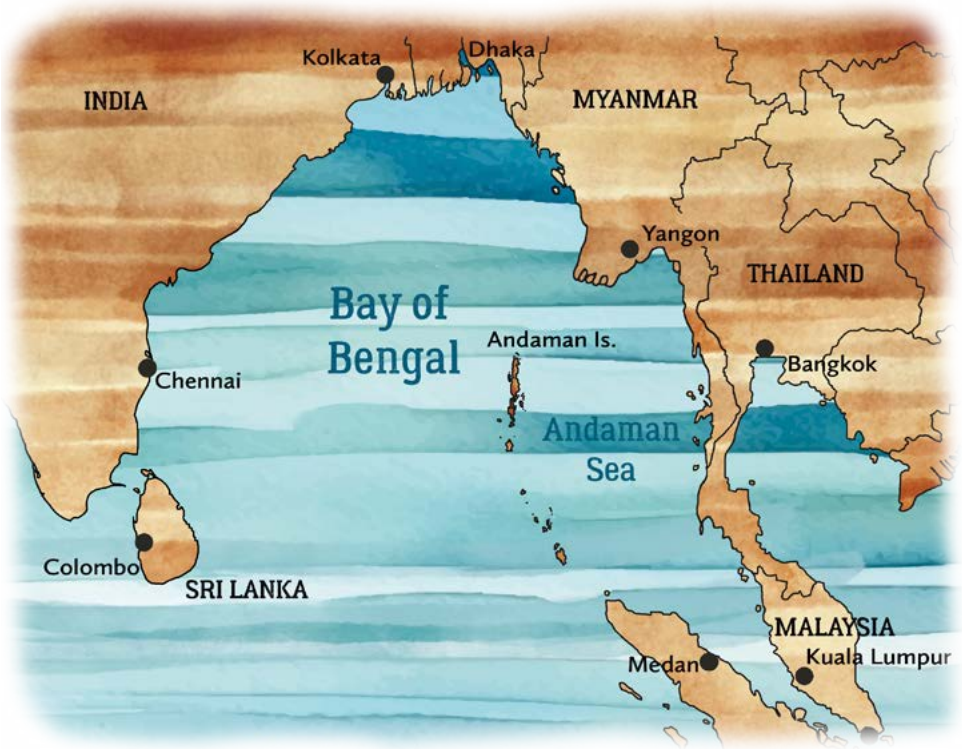 Dhaka
Kolkata
INDIA
MYANMAR
Yangon
THAILAND
Bay of
Bengal
Andaman Is.
Bangkok
Chennai
Andaman
Sea
Colombo
SRI LANKA
MALAYSIA
Medan
Kuala Lumpur